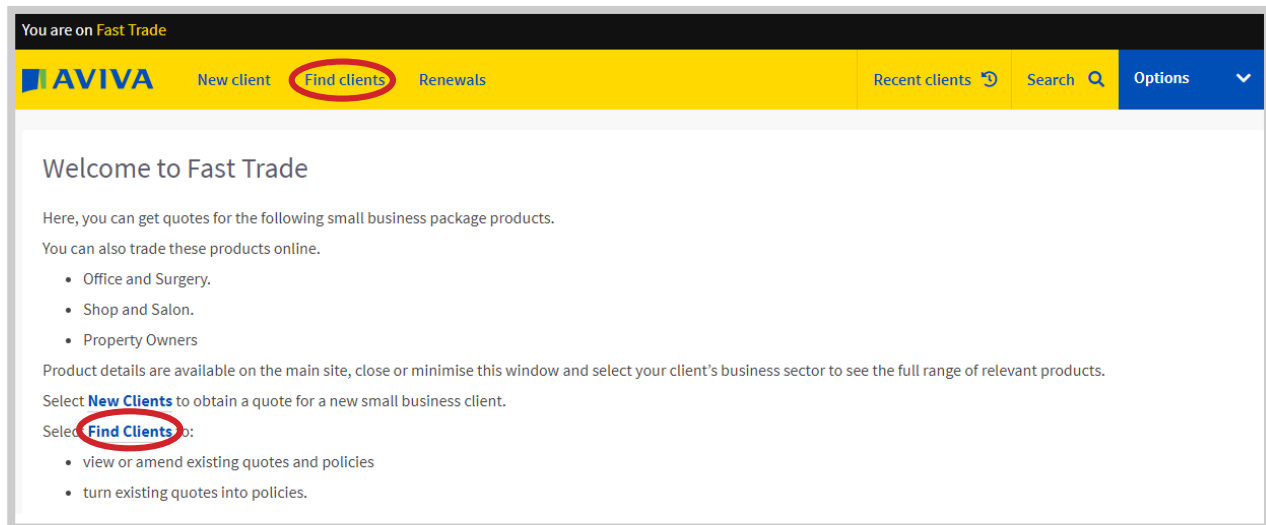 You are on Fast Trade
AVIVA New client Find clients Renewals Recent clients Search Options
Welcome to Fast Trade
Here, you can get quotes for the following small business package products.
You can also trade these products online.
• Office and Surgery.
• Shop and Salon.
• Property Owners
Product details are available on the main site, close or minimise this window and select your client's business sector to see the full range of relevant products.
Select New Clients to obtain a quote for a new small business client.
Select Find Clients to:
• view or amend existing quotes and policies
• turn existing quotes into policies.